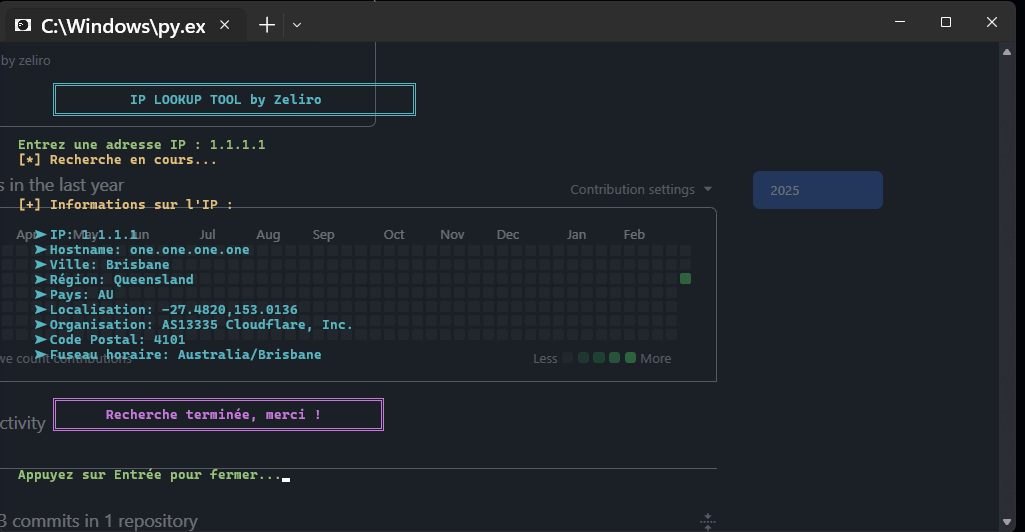 C:\Windows\py.ex
by zeliro
IP LOOKUP TOOL by Zeliro
Entrez une adresse IP : 1.1.1.1
[*] Recherche en cours...
s in the last year
Contribution settings
2025
[+] Informations sur l'IP :
Apr May Jun Jul Aug Sep Oct Nov Dec Jan Feb
➤ IP: 1.1.1.1
➤ Hostname: one.one.one.one
➤ Ville: Brisbane
➤ Région: Queensland
➤ Pays: AU
➤ Localisation: -27.4820,153.0136
➤ Organisation: AS13335 Cloudflare, Inc.
➤ Code Postal: 4101
➤ Fuseau horaire: Australia/Brisbane
we count contributions
Less
More
Recherche terminée, merci !
ctivity
Appuyez sur Entrée pour fermer...
3 commits in 1 repository